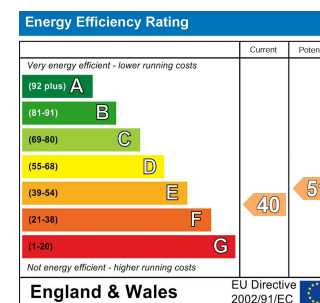 Energy Efficiency Rating
Current
Very energy efficient - lower running costs
(92 plus) A
(81-91) B
(69-80) C
(55-68) D
(39-54) E
40
(21-38) F
(1-20) G
Not energy efficient - higher running costs
England & Wales
EU Directive
2002/91/EC